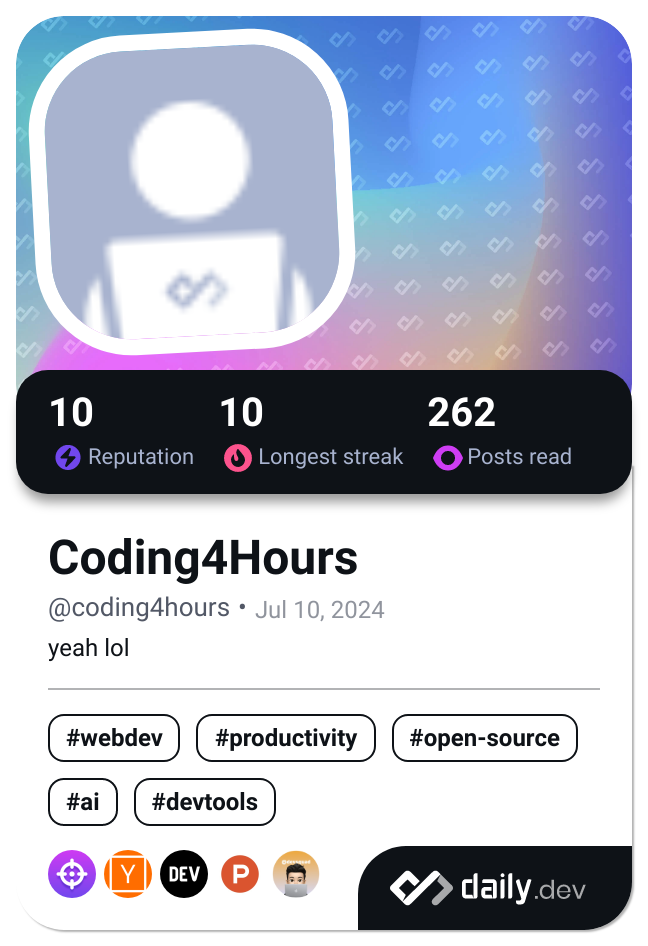 10 10 262
Reputation Longest streak Posts read
Coding4Hours
@coding4hours • Jul 10, 2024
yeah lol
#webdev #productivity #open-source
#ai #devtools
Y DEV P
daily.dev